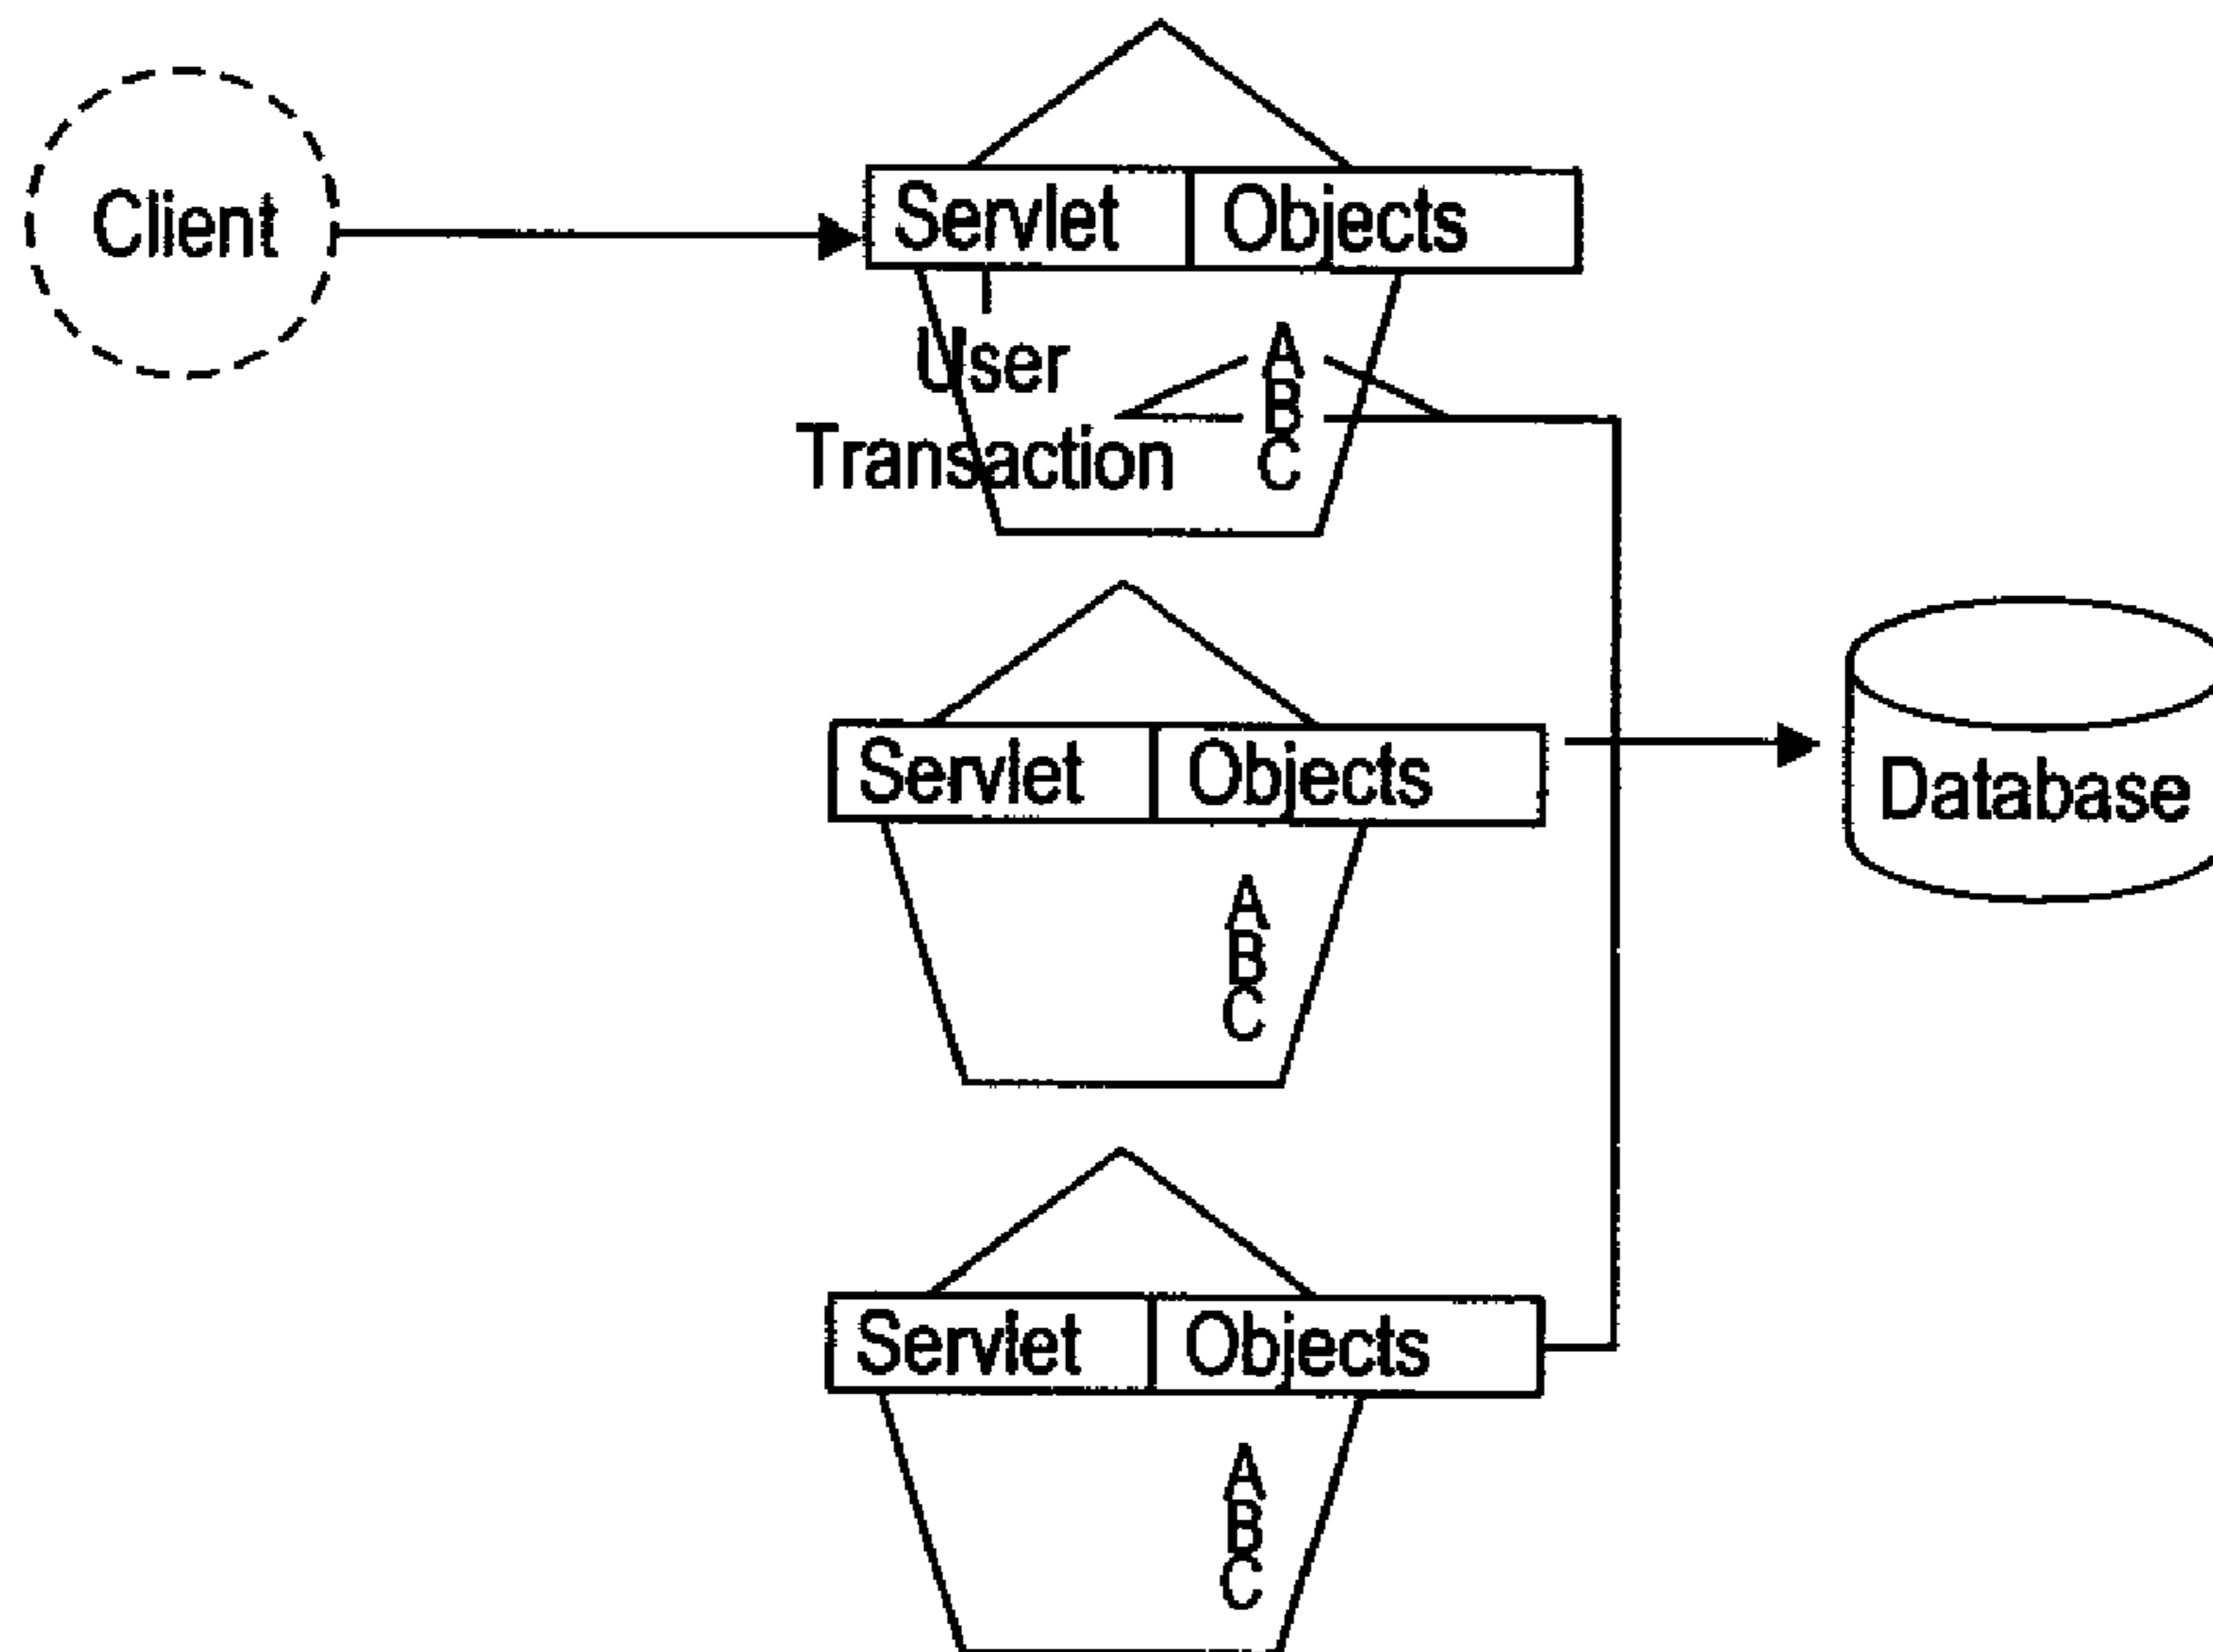 Client
Servlet Objects
User
Transaction
A
B
C
Servlet Objects
A
B
C
Database
Servlet Objects
A
B
C